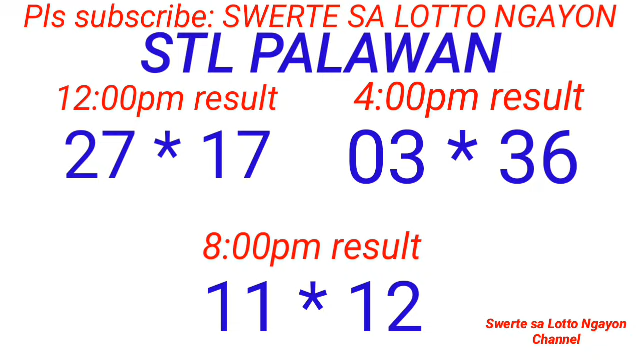 Pls subscribe: SWERTE SA LOTTO NGAYON
STL PALAWAN
12:00pm result
27 * 17
4:00pm result
03 * 36
8:00pm result
11 * 12
Swerte sa Lotto Ngayon
Channel